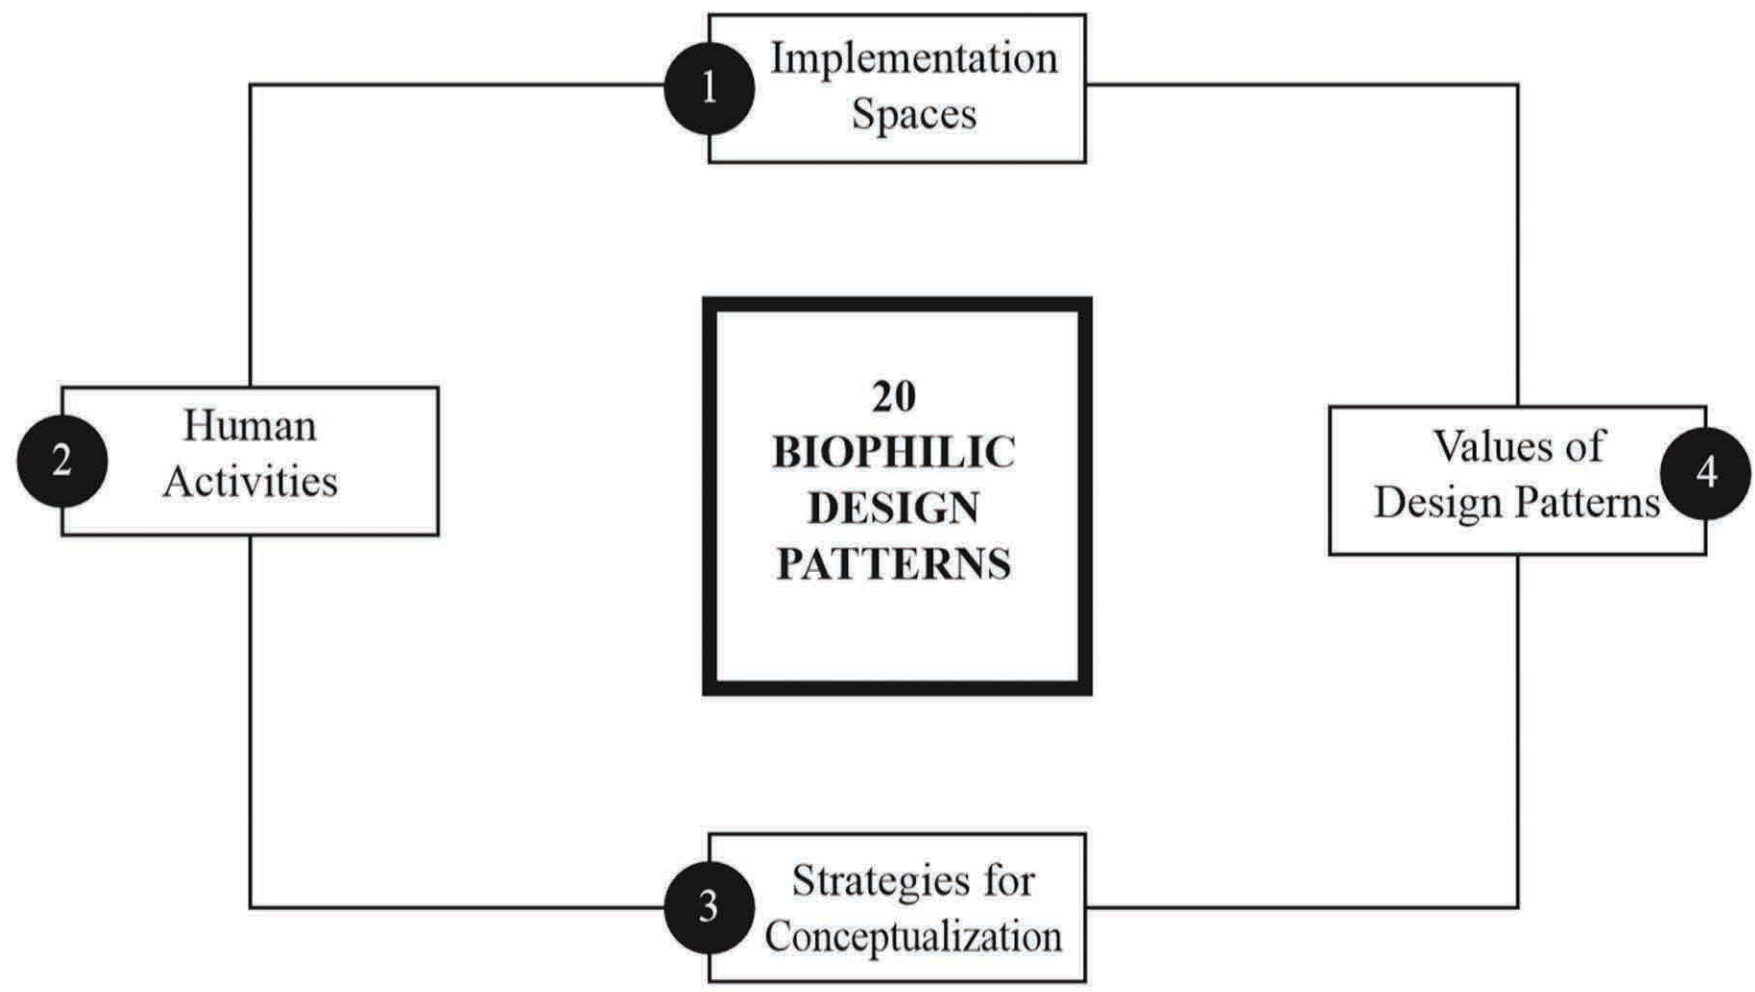 1
Implementation
Spaces
2
Human
Activities
20
BIOPHILIC
DESIGN
PATTERNS
Values of
Design Patterns
4
3
Strategies for
Conceptualization